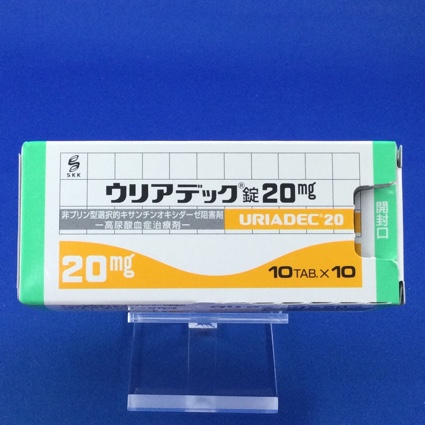 SKK
ウリアデック®錠20mg
非プリン型選択的キサンチンオキシダーゼ阻害剤
―高尿酸血症治療剤―
URIADEC®20
開封口
20mg
10TAB.×10